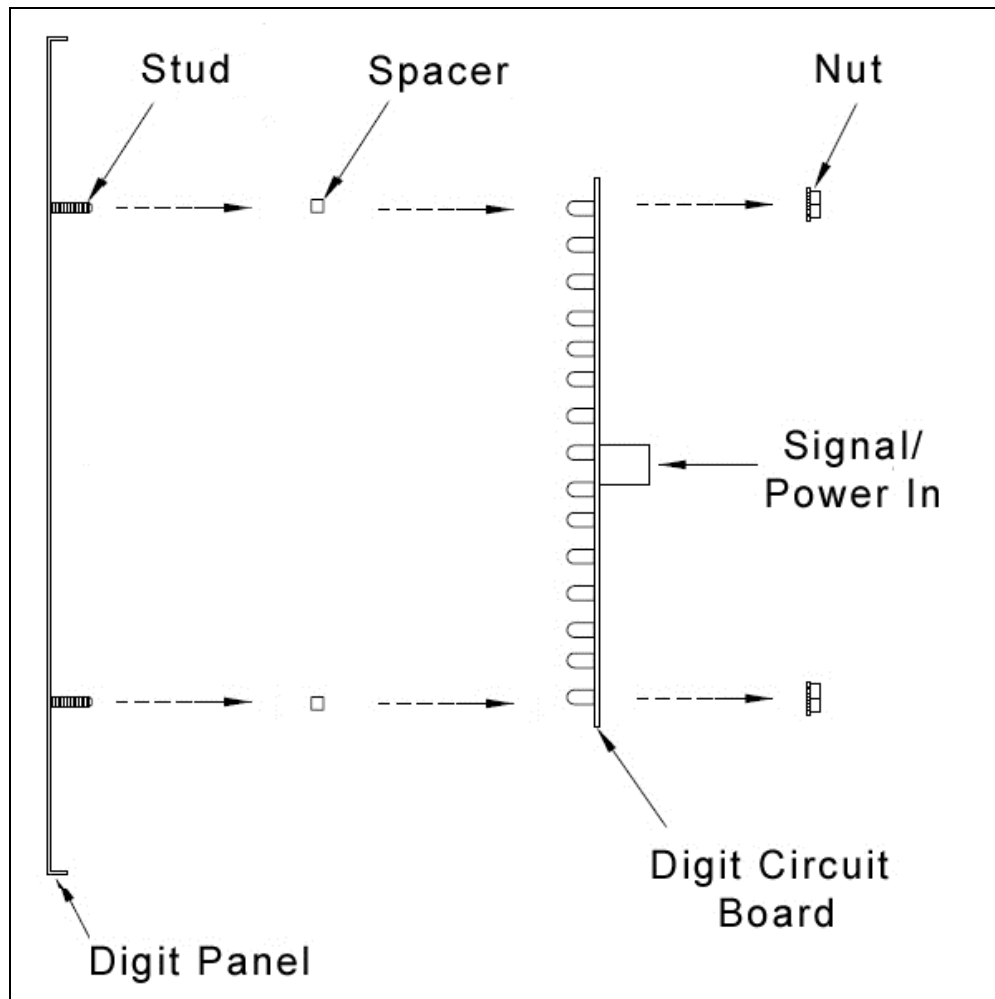 Stud
Spacer
Nut
Signal/
Power In
Digit Circuit
Board
Digit Panel